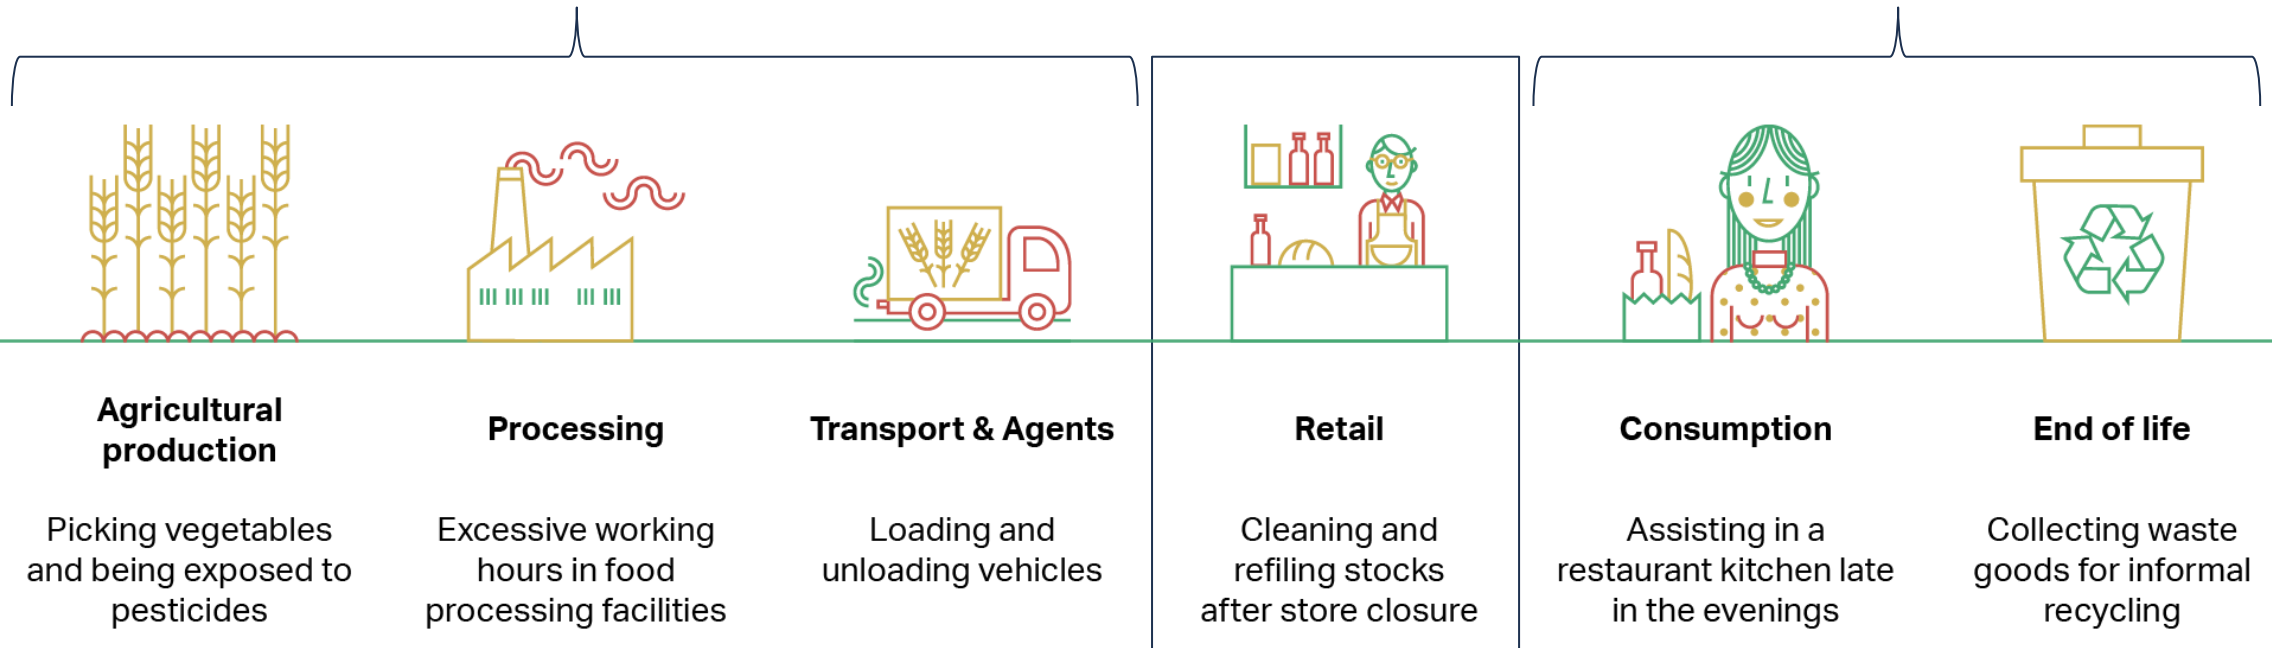 Agricultural
production
Processing
Transport & Agents
Retail
Consumption
End of life
Picking vegetables
and being exposed to
pesticides
Excessive working
hours in food
processing facilities
Loading and
unloading vehicles
Cleaning and
refiling stocks
after store closure
Assisting in a
restaurant kitchen late
in the evenings
Collecting waste
goods for informal
recycling